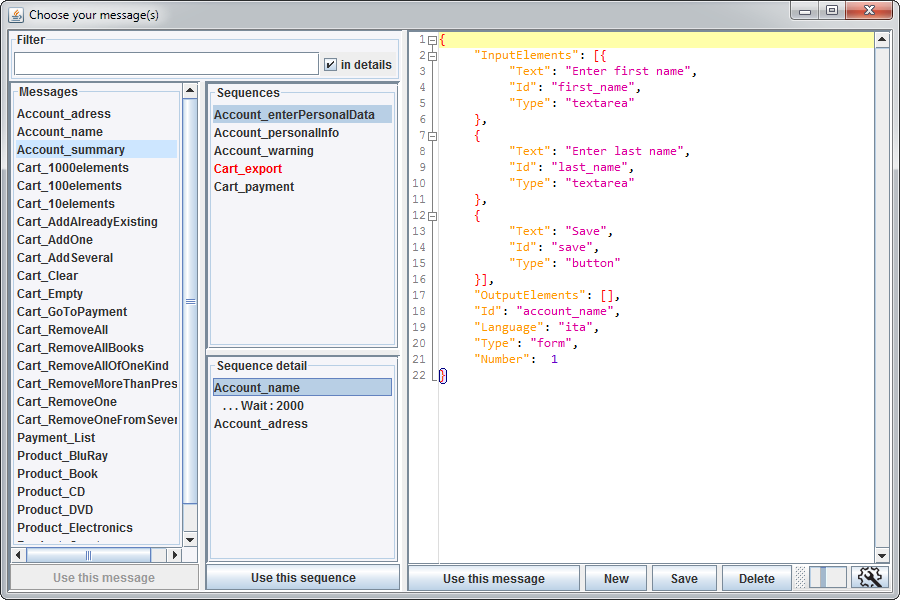 Choose your message(s)
Filter
in details
Messages
Account_adress
Account_name
Account_summary
Cart_1000elements
Cart_100elements
Cart_10elements
Cart_AddAlreadyExisting
Cart_AddOne
Cart_AddSeveral
Cart_Clear
Cart_Empty
Cart_GoToPayment
Cart_RemoveAll
Cart_RemoveAllBooks
Cart_RemoveAllOfOneKind
Cart_RemoveMoreThanPres
Cart_RemoveOne
Cart_RemoveOneFromSever
Payment_List
Product_BluRay
Product_Book
Product_CD
Product_DVD
Product_Electronics
Use this message
Sequences
Account_enterPersonalData
Account_personalInfo
Account_warning
Cart_export
Cart_payment
Sequence detail
Account_name
... Wait : 2000
Account_adress
Use this sequence
1 {
2 "InputElements": [{
3 "Text": "Enter first name",
4 "Id": "first_name",
5 "Type": "textarea"
6 },
7 {
8 "Text": "Enter last name",
9 "Id": "last_name",
10 "Type": "textarea"
11 },
12 {
13 "Text": "Save",
14 "Id": "save",
15 "Type": "button"
16 }],
17 "OutputElements": [],
18 "Id": "account_name",
19 "Language": "ita",
20 "Type": "form",
21 "Number": 1
22 }
Use this message
New
Save
Delete